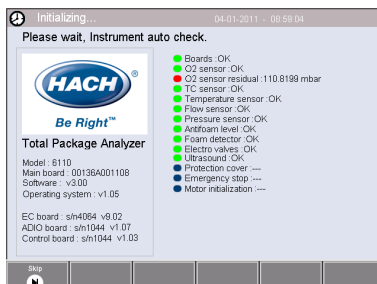 Initializing... 04-01-2011 - 08:59:04
Please wait, Instrument auto check.
HACH®
Be Right™
Total Package Analyzer
Model : 6110
Main board : 00136A001108
Software : v3.00
Operating system : v1.05
EC board : s/n4064 v9.02
ADIO board : s/n1044 v1.07
Control board : s/n1044 v1.03
Boards :OK
O2 sensor :OK
O2 sensor residual :110.8199 mbar
TC sensor :OK
Temperature sensor :OK
Flow sensor :OK
Pressure sensor :OK
Antifoam level :OK
Foam detector :OK
Electro valves :OK
Ultrasound :OK
Protection cover :---
Emergency stop :---
Motor initialization :---
Skip